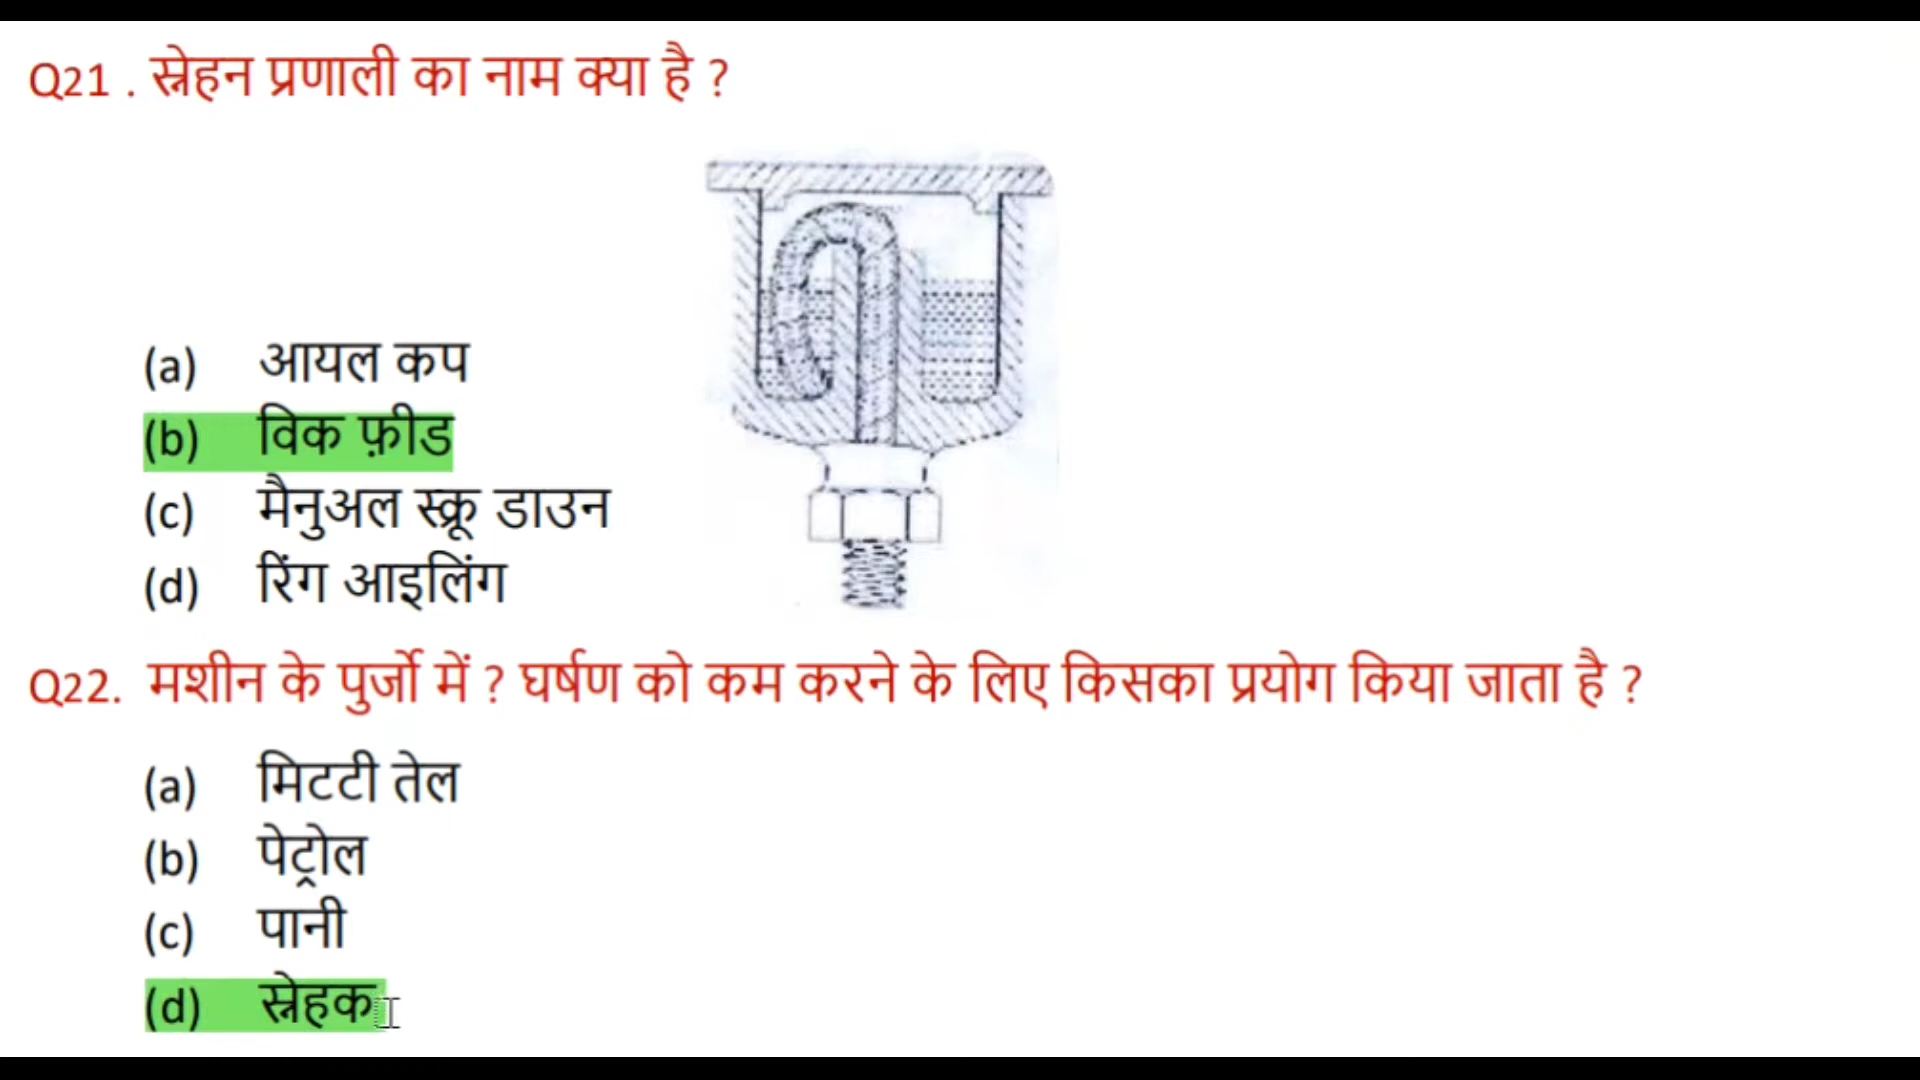 Q21 . स्नेहन प्रणाली का नाम क्या है ?
(a) आयल कप
(b) विक फ़ीड
(c) मैनुअल स्क्रू डाउन
(d) रिंग आइलिंग
Q22. मशीन के पुर्जो में ? घर्षण को कम करने के लिए किसका प्रयोग किया जाता है ?
(a) मिटटी तेल
(b) पेट्रोल
(c) पानी
(d) स्नेहक